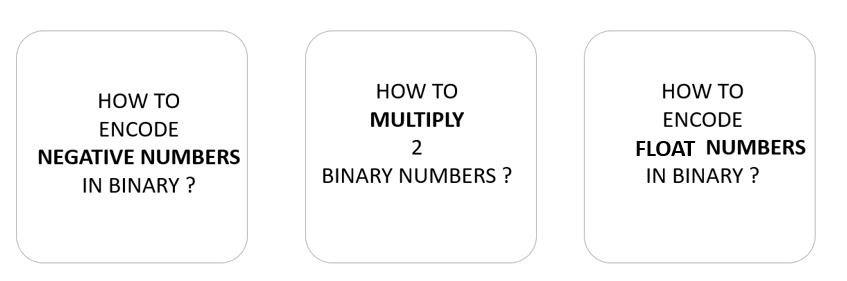 HOW TO
ENCODE
NEGATIVE NUMBERS
IN BINARY ?
HOW TO
MULTIPLY
2
BINARY NUMBERS ?
HOW TO
ENCODE
FLOAT NUMBERS
IN BINARY ?